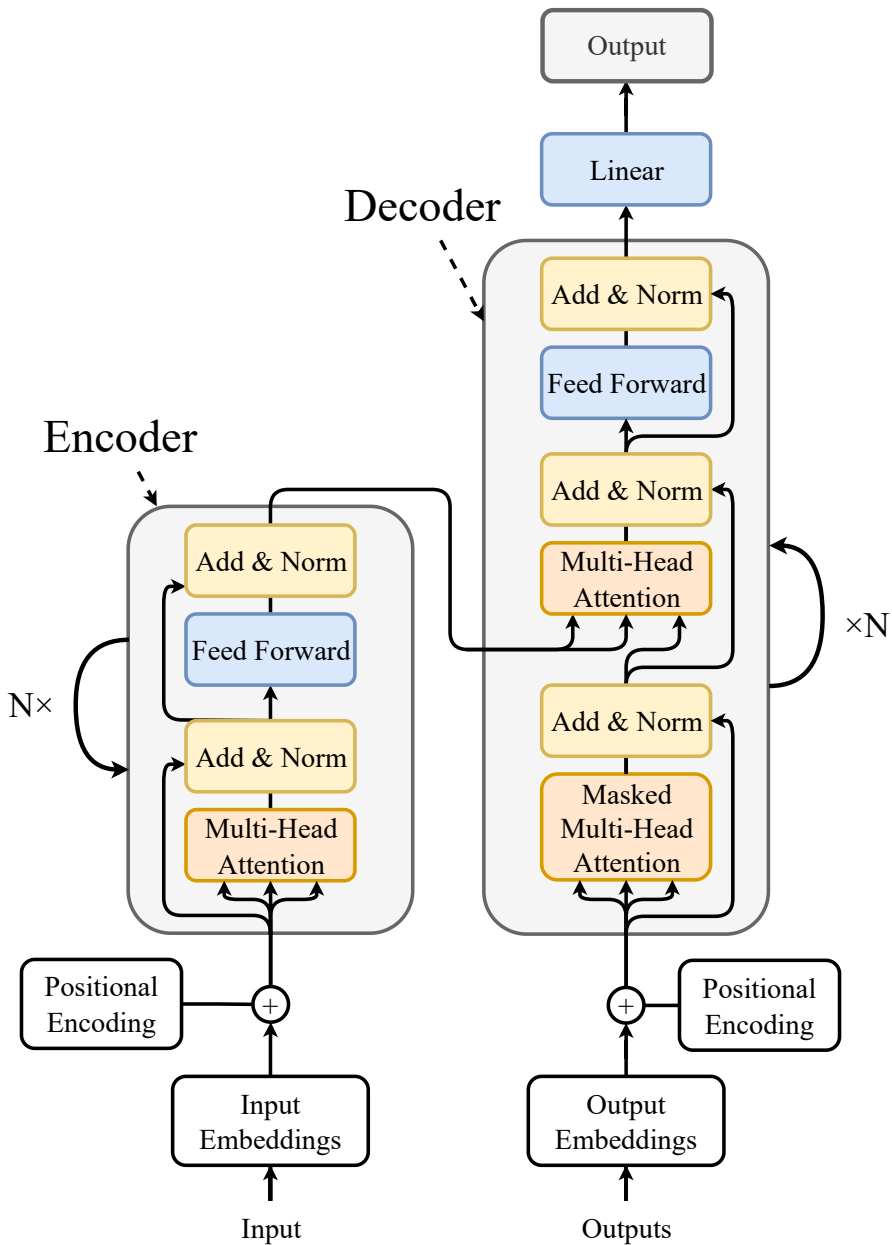 Output
Linear
Decoder
Add & Norm
Feed Forward
Add & Norm
Multi-Head
Attention
×N
Add & Norm
Masked
Multi-Head
Attention
Encoder
Add & Norm
Feed Forward
N×
Add & Norm
Multi-Head
Attention
Positional
Encoding
+
Input
Embeddings
Input
+
Positional
Encoding
Output
Embeddings
Outputs